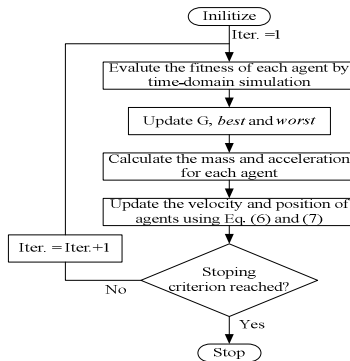 Inilitize
Iter. =1
Evalute the fitness of each agent by
time-domain simulation
Update G, best and worst
Calculate the mass and acceleration
for each agent
Update the velocity and position of
agents using Eq. (6) and (7)
Iter. =Iter.+1
Stoping
criterion reached?
No
Yes
Stop